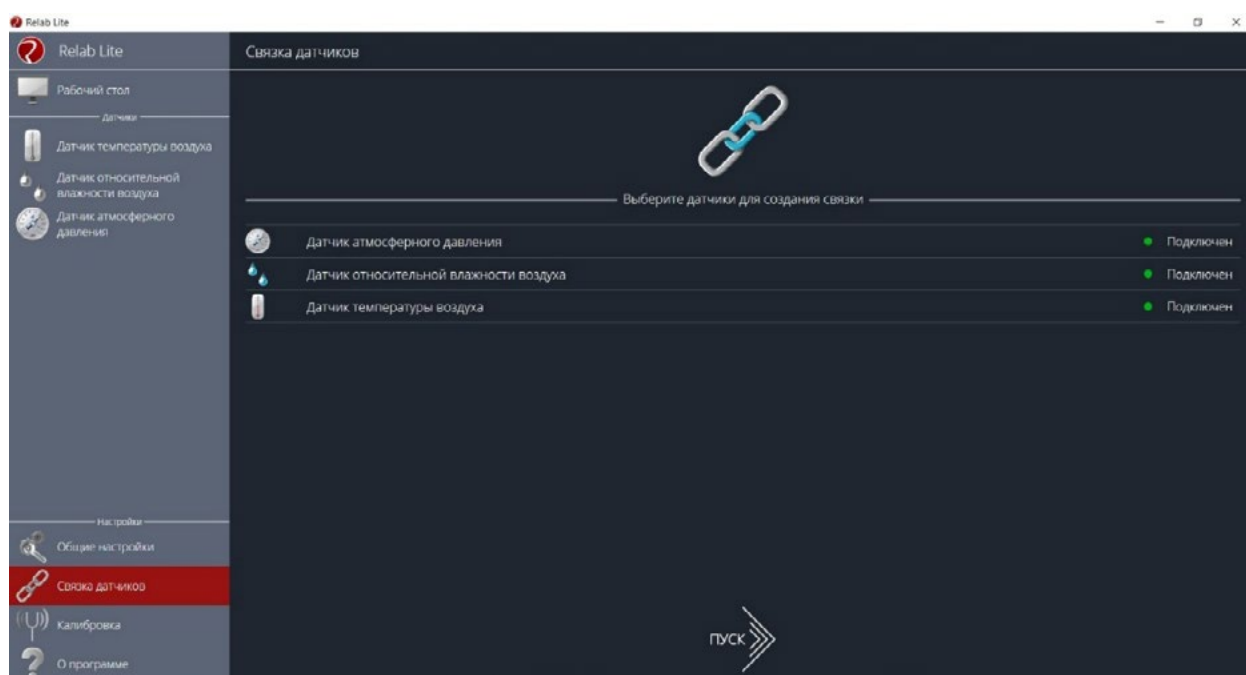 Relab Lite
Relab Lite
Рабочий стол
Датчики
Датчик температуры воздуха
Датчик относительной
влажности воздуха
Датчик атмосферного
давления
Настройки
Общие настройки
Связка датчиков
Калибровка
О программе
Связка датчиков
Выберите датчики для создания связки
Датчик атмосферного давления Подключен
Датчик относительной влажности воздуха Подключен
Датчик температуры воздуха Подключен
ПУСК